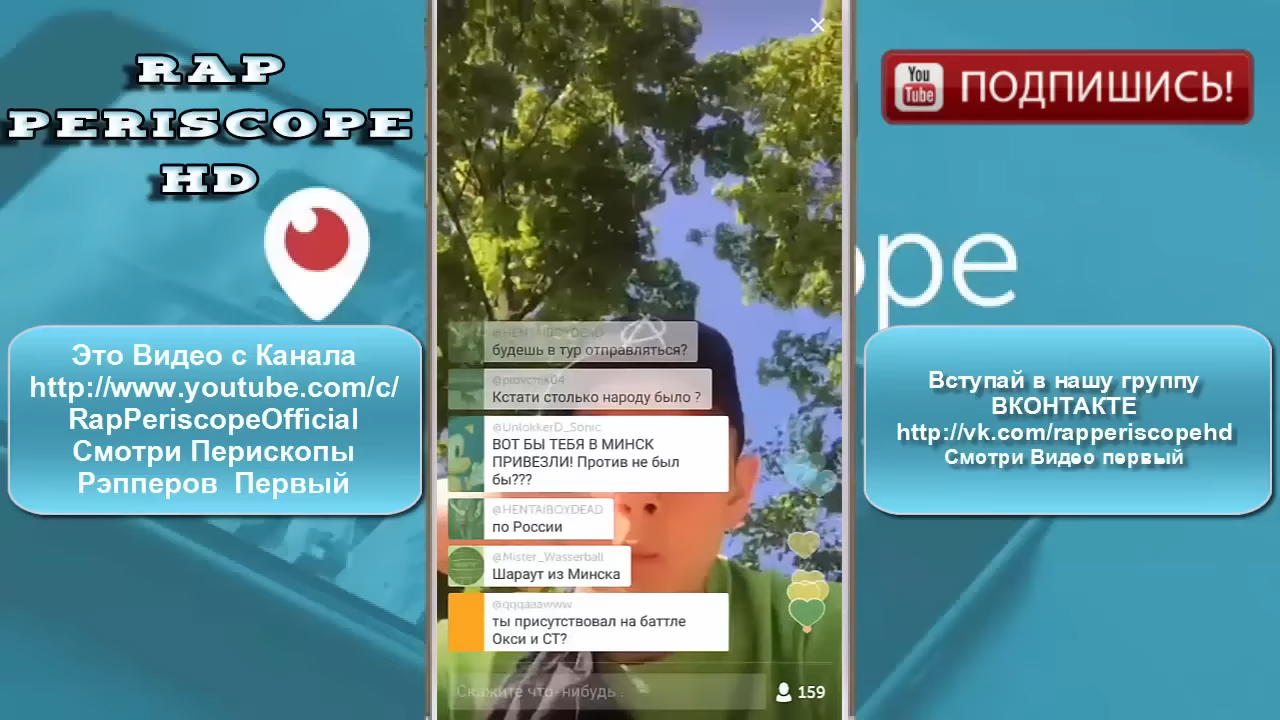 RAP
PERISCOPE
HD
Это Видео с Канала
http://www.youtube.com/c/
RapPeriscopeOfficial
Смотри Перископы
Рэпперов Первый
@HENTAIBOYDEAD
будешь в тур отправляться?
Кстати столько народу было ?
@UnlokkerD_Sonic
ВОТ БЫ ТЕБЯ В МИНСК
ПРИВЕЗЛИ! Против не был
бы???
@HENTAIBOYDEAD
по России
@Mister_Wasserball
Шараут из Минска
@qqqaaawww
ты присутствовал на баттле
Окси и СТ?
Скажите что-нибудь..
159
You
Tube
ПОДПИШИСЬ!
ope
Вступай в нашу группу
ВКОНТАКТЕ
http://vk.com/rapperiscopehd
Смотри Видео первый